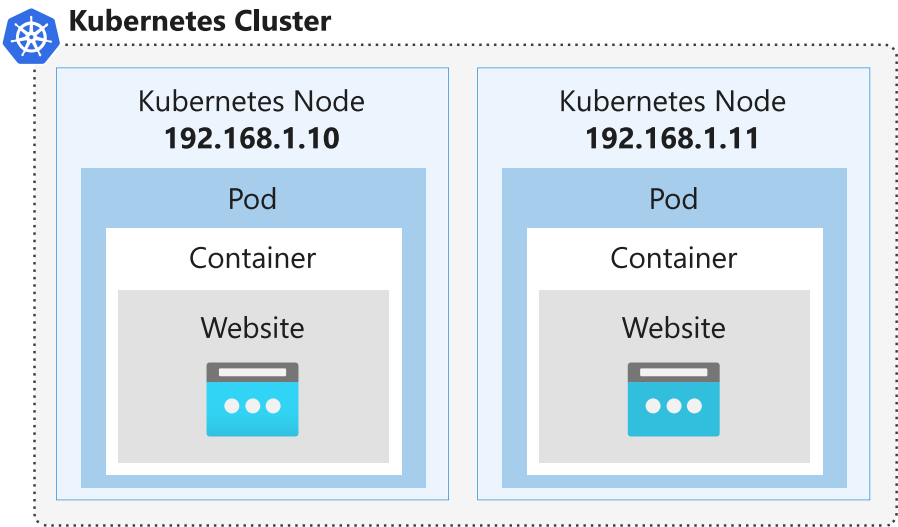 Kubernetes Cluster
Kubernetes Node
192.168.1.10
Pod
Container
Website
Kubernetes Node
192.168.1.11
Pod
Container
Website